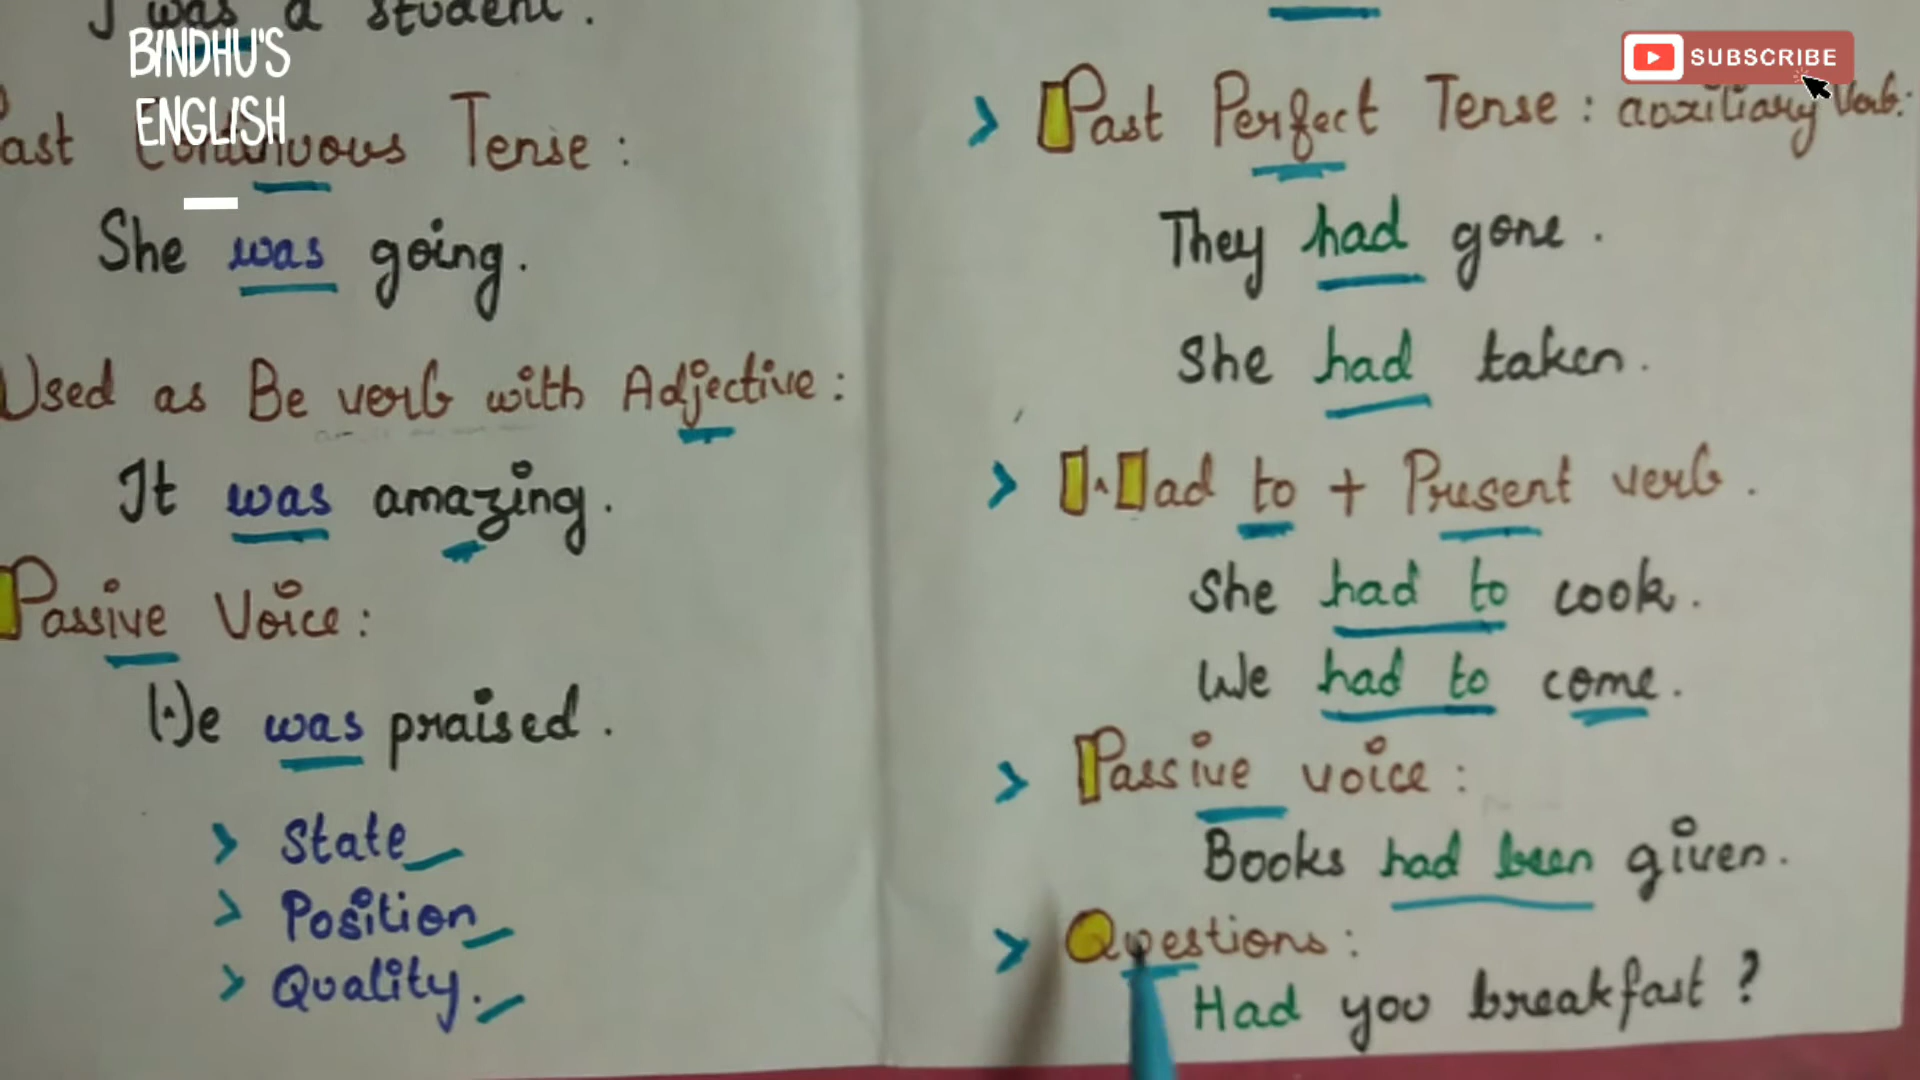 I was a student.
BINDHU'S
ENGLISH
ast Continuous Tense :
She was going.
Used as Be verb with Adjective :
It was amazing.
Passive Voice :
He was praised.
> State
> Position
> Quality.
SUBSCRIBE
> Past Perfect Tense : auxiliary Verb.
They had gone.
She had taken.
> Had to + Present verb.
She had to cook.
We had to come.
> Passive voice :
Books had been given.
> Questions :
Had you breakfast ?